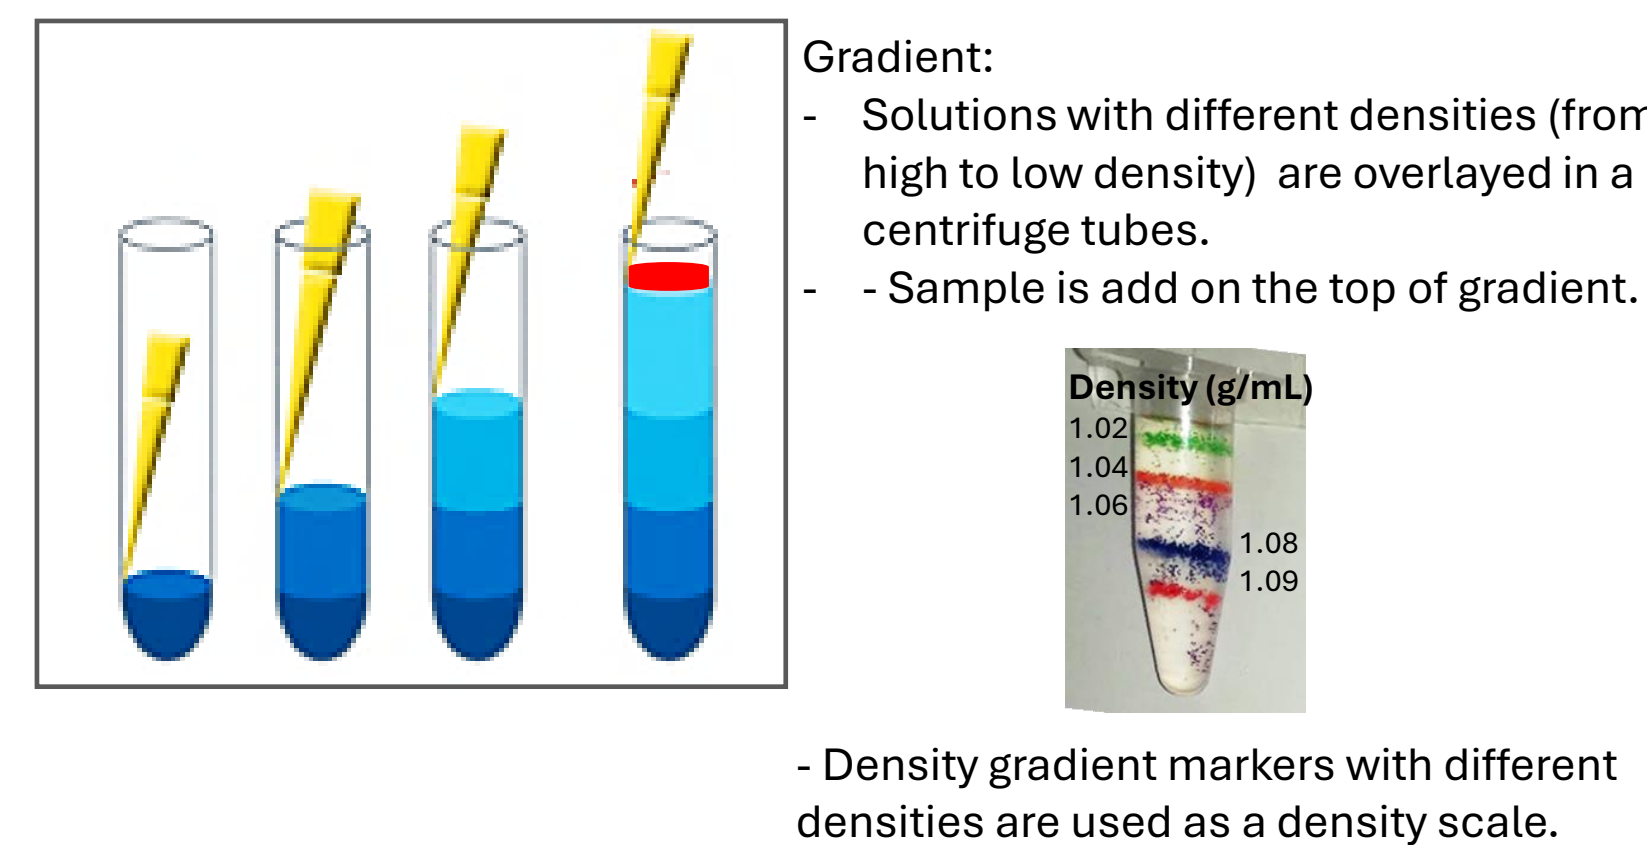 Gradient:
- Solutions with different densities (from
high to low density) are overlayed in a
centrifuge tubes.
- - Sample is add on the top of gradient.
Density (g/mL)
1.02
1.04
1.06
1.08
1.09
- Density gradient markers with different
densities are used as a density scale.